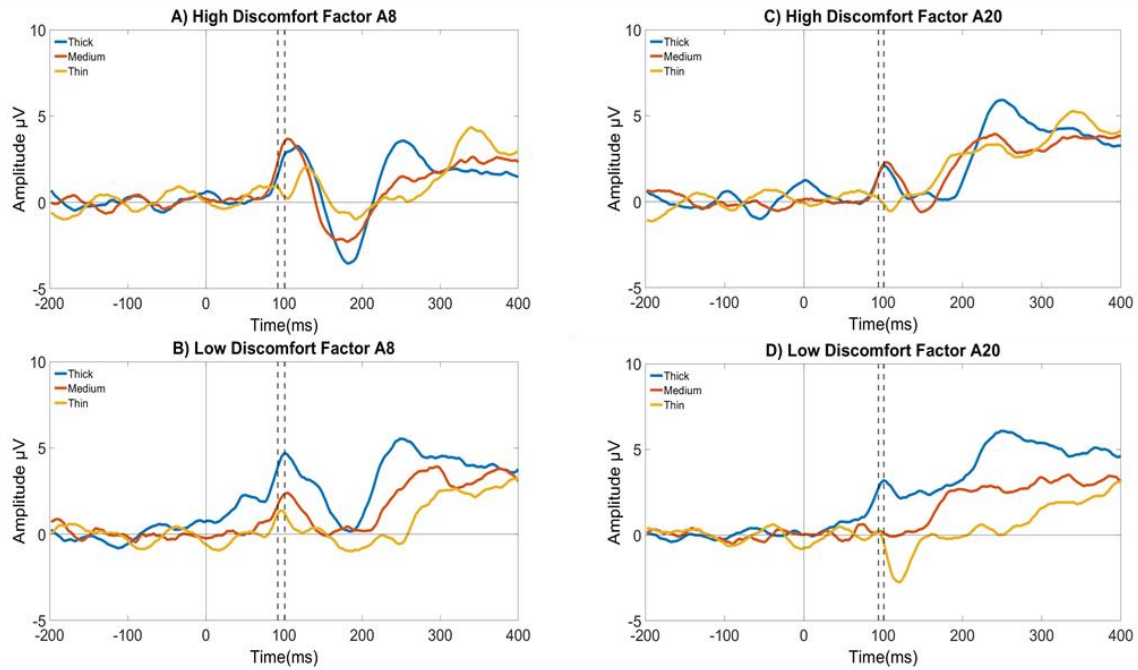 A) High Discomfort Factor A8
10
5
0
-5
Amplitude µV
Thick
Medium
Thin
-200 -100 0 100 200 300 400
Time(ms)
C) High Discomfort Factor A20
10
5
0
-5
Amplitude µV
Thick
Medium
Thin
-200 -100 0 100 200 300 400
Time(ms)
B) Low Discomfort Factor A8
10
5
0
-5
Amplitude µV
Thick
Medium
Thin
-200 -100 0 100 200 300 400
Time(ms)
D) Low Discomfort Factor A20
10
5
0
-5
Amplitude µV
Thick
Medium
Thin
-200 -100 0 100 200 300 400
Time(ms)